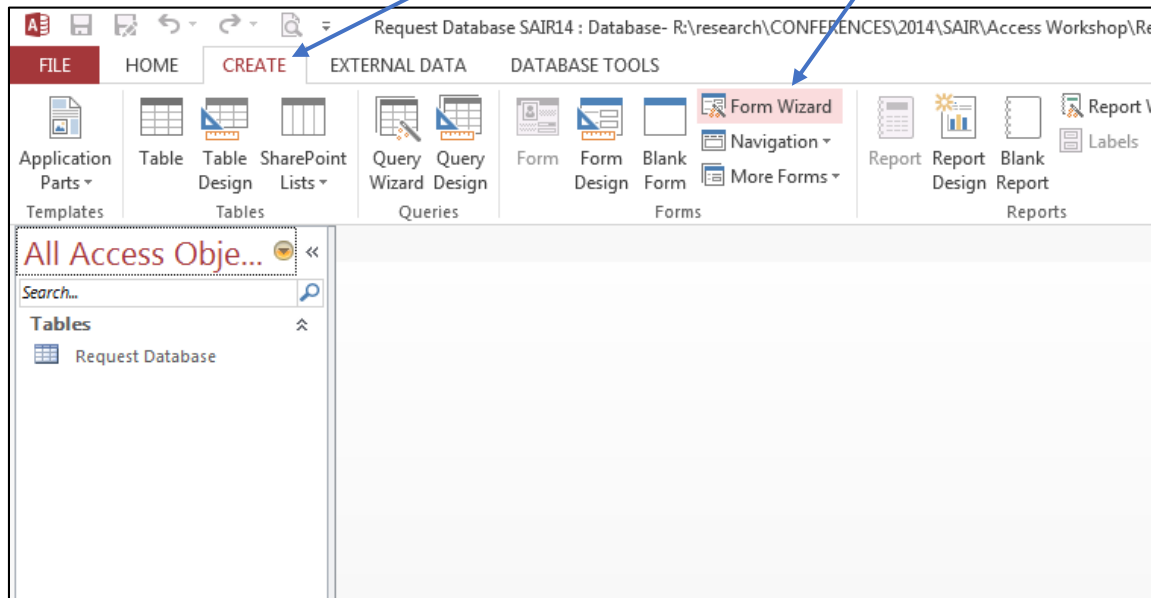 Request Database SAIR14 : Database- R:\research\CONFERENCES\2014\SAIR\Access Workshop\Re
FILE HOME CREATE EXTERNAL DATA DATABASE TOOLS
Application Parts
Table
Table Design
SharePoint Lists
Query Wizard
Query Design
Form
Form Design
Blank Form
Form Wizard
Navigation
More Forms
Report
Report Design
Blank Report
Report W
Labels
Templates Tables Queries Forms Reports
All Access Obje...
Search...
Tables
Request Database